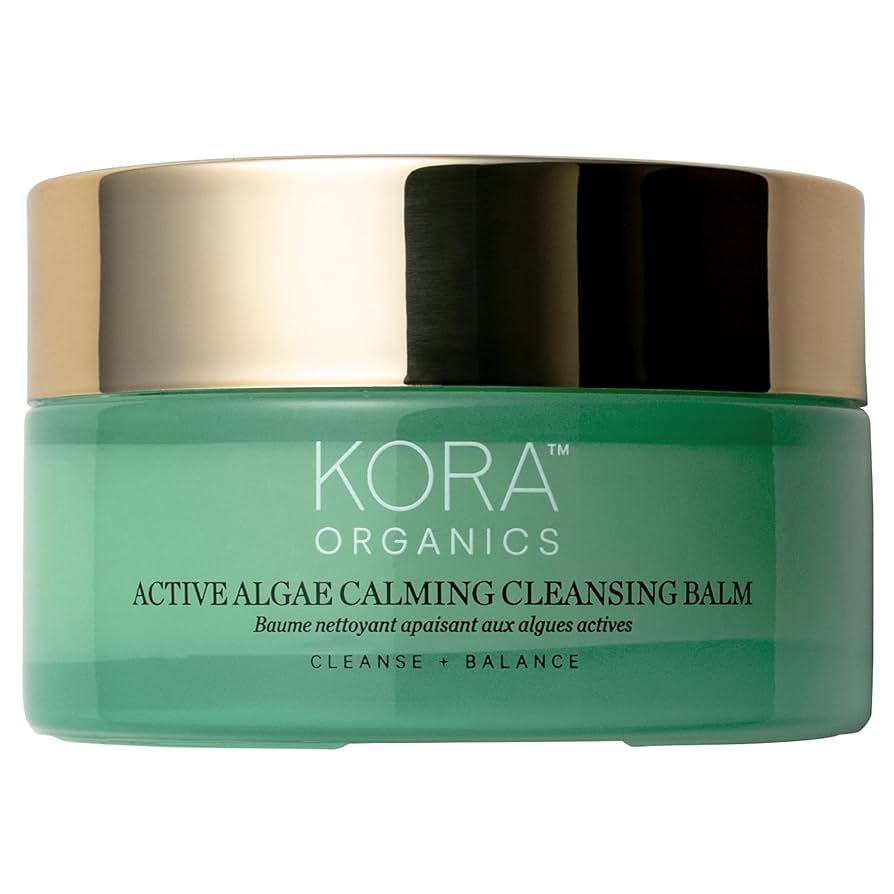 KORA™
ORGANICS
ACTIVE ALGAE CALMING CLEANSING BALM
Baume nettoyant apaisant aux algues actives
CLEANSE + BALANCE